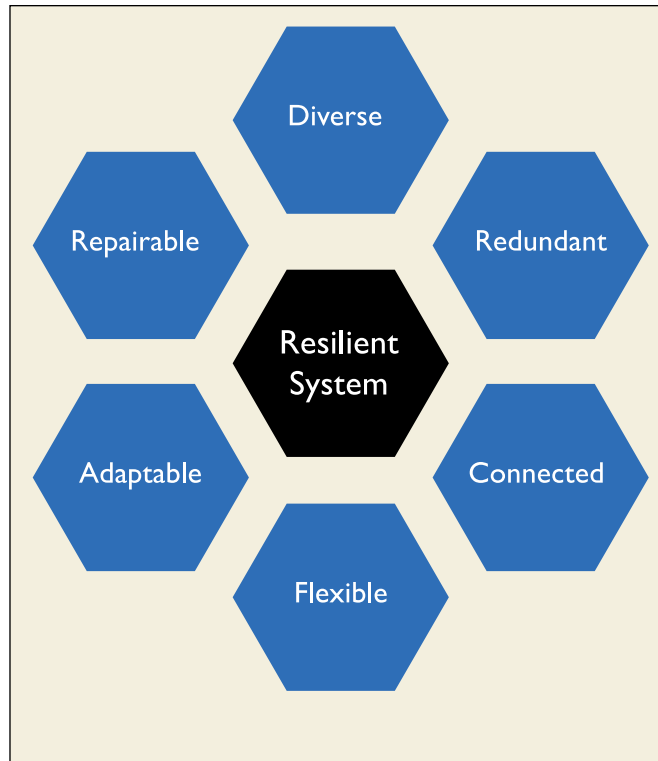 Diverse
Repairable
Redundant
Resilient
System
Adaptable
Connected
Flexible